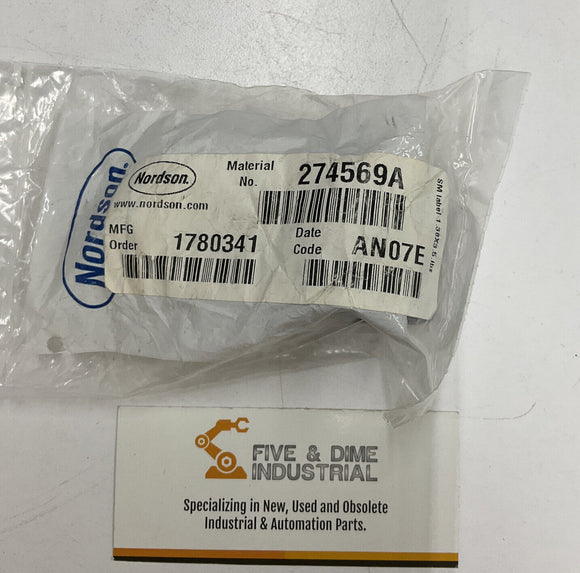 Nordson®
Nordson
www.nordson.com
Material
No.
274569A
MFG
Order
1780341
Date
Code
AN07E
FIVE & DIME
INDUSTRIAL
Specializing in New, Used and Obsolete
Industrial & Automation Parts.